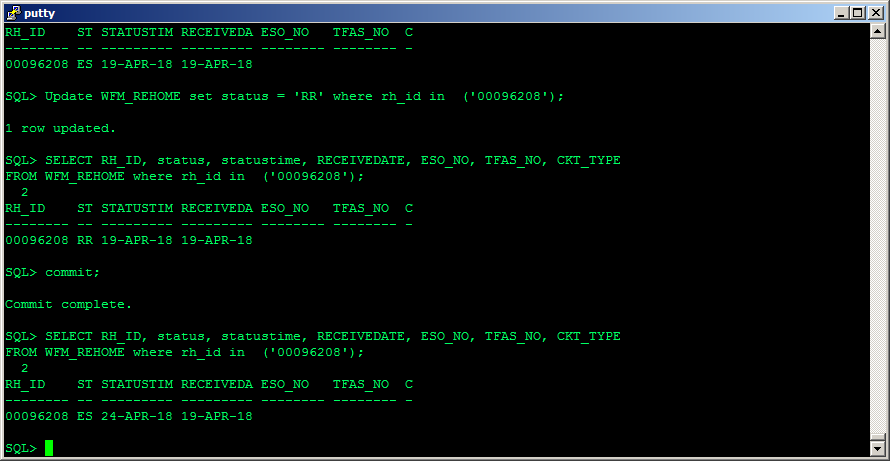 putty
RH_ID    ST STATUSTIM RECEIVEDA ESO_NO   TFAS_NO  C
-------- -- --------- --------- -------- -------- -
00096208 ES 19-APR-18 19-APR-18
SQL> Update WFM_REHOME set status = 'RR' where rh_id in  ('00096208');
1 row updated.
SQL> SELECT RH_ID, status, statustime, RECEIVEDATE, ESO_NO, TFAS_NO, CKT_TYPE
FROM WFM_REHOME where rh_id in  ('00096208');
  2
RH_ID    ST STATUSTIM RECEIVEDA ESO_NO   TFAS_NO  C
-------- -- --------- --------- -------- -------- -
00096208 RR 19-APR-18 19-APR-18
SQL> commit;
Commit complete.
SQL> SELECT RH_ID, status, statustime, RECEIVEDATE, ESO_NO, TFAS_NO, CKT_TYPE
FROM WFM_REHOME where rh_id in  ('00096208');
  2
RH_ID    ST STATUSTIM RECEIVEDA ESO_NO   TFAS_NO  C
-------- -- --------- --------- -------- -------- -
00096208 ES 24-APR-18 19-APR-18
SQL>